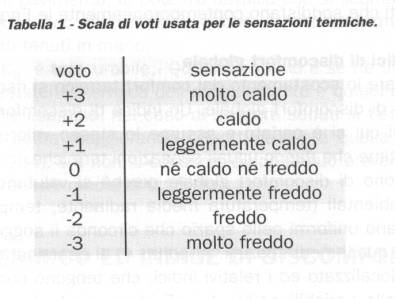 Tabella 1 - Scala di voti usata per le sensazioni termiche.
voto sensazione
+3 molto caldo
+2 caldo
+1 leggermente caldo
0 né caldo né freddo
-1 leggermente freddo
-2 freddo
-3 molto freddo